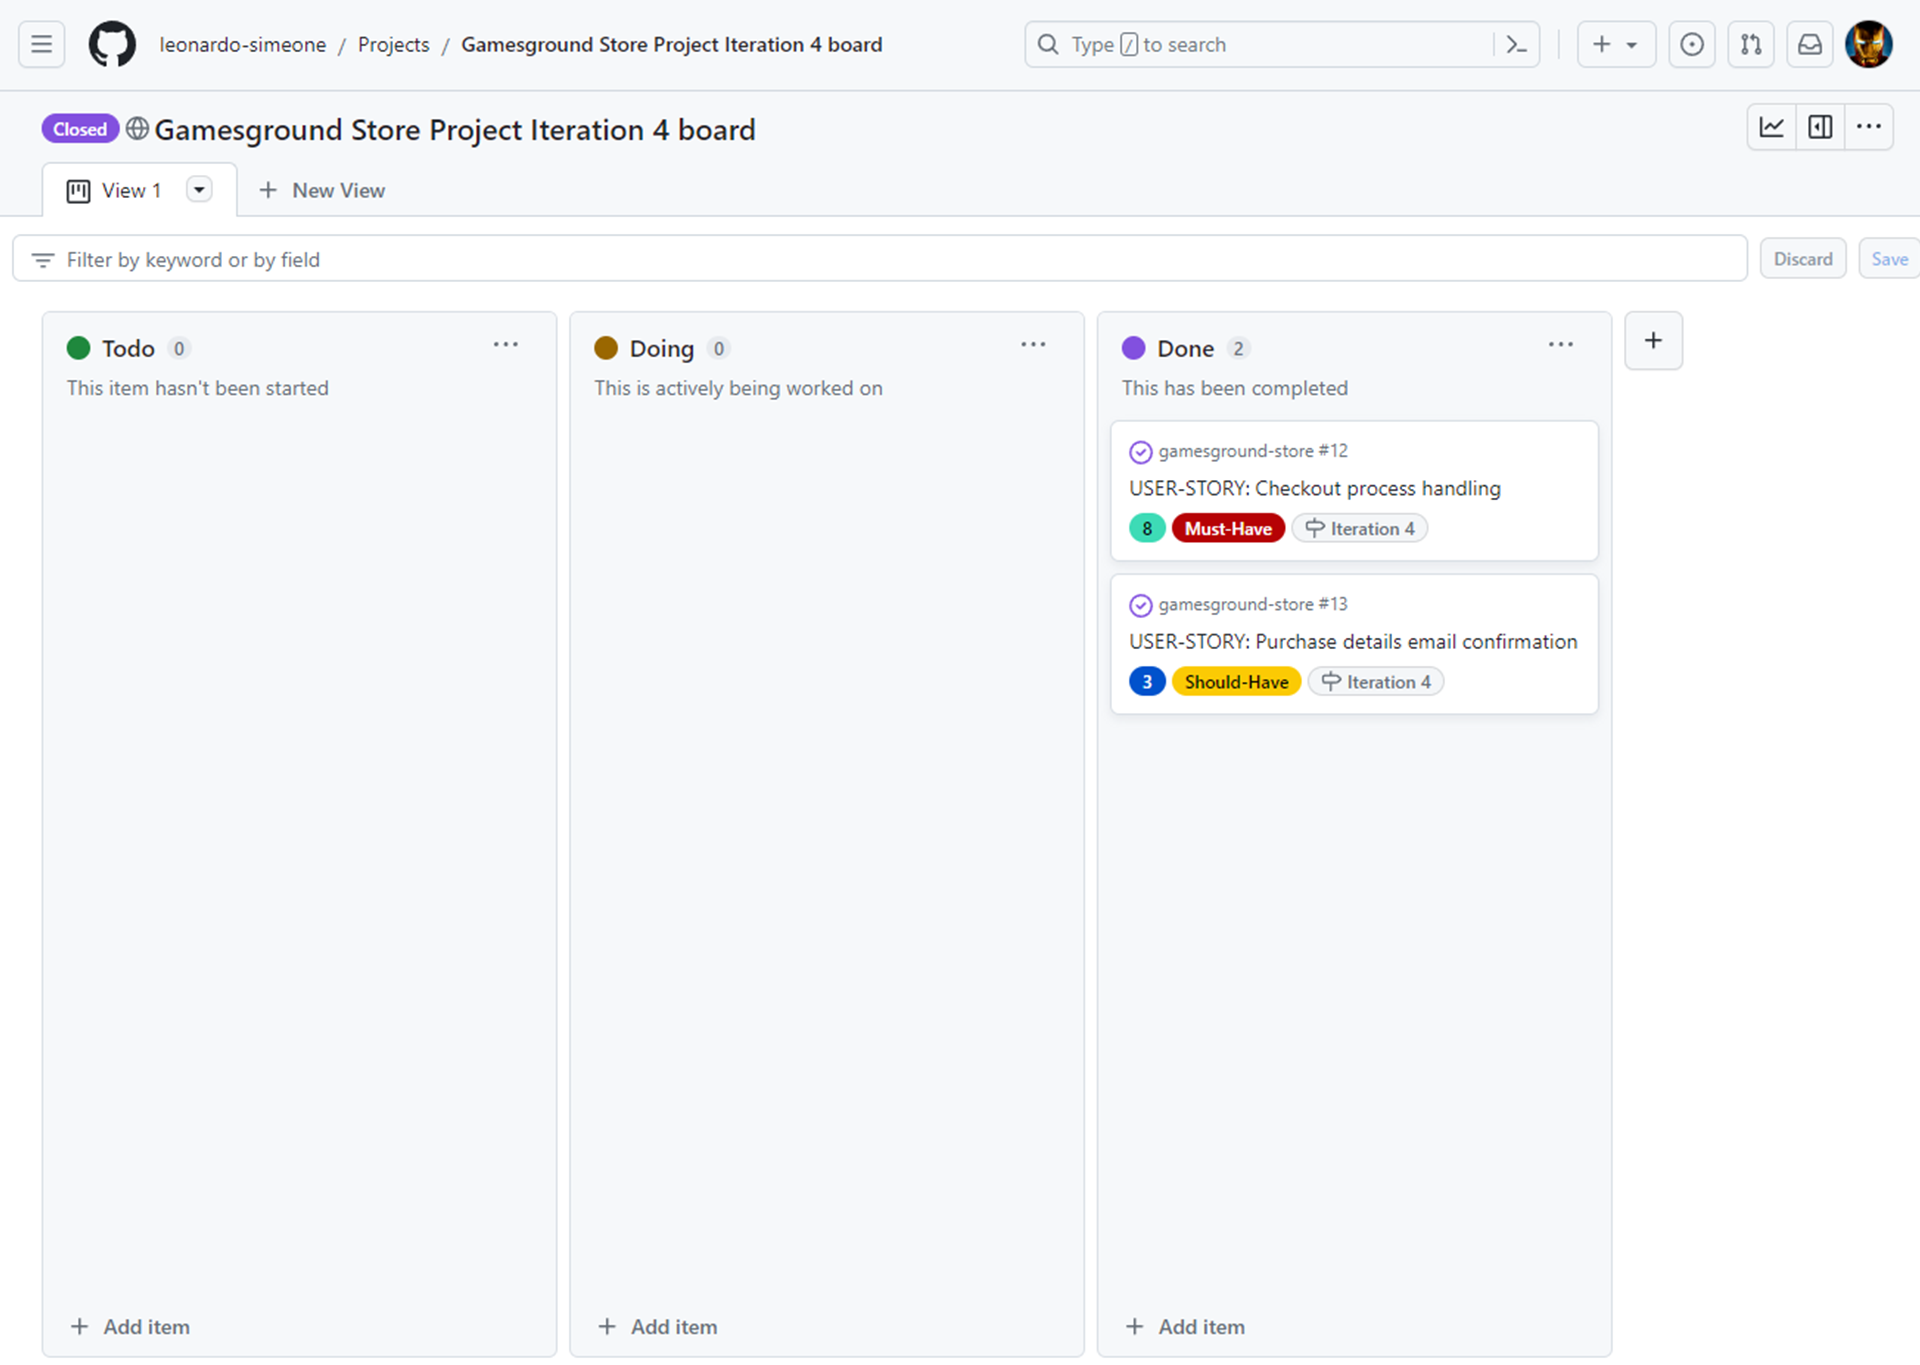 leonardo-simeone / Projects / Gamesground Store Project Iteration 4 board
Type / to search
Closed Gamesground Store Project Iteration 4 board
View 1
New View
Filter by keyword or by field
Discard
Save
Todo 0
This item hasn't been started
Add item
Doing 0
This is actively being worked on
Add item
Done 2
This has been completed
gamesground-store #12
USER-STORY: Checkout process handling
8 Must-Have Iteration 4
gamesground-store #13
USER-STORY: Purchase details email confirmation
3 Should-Have Iteration 4
Add item